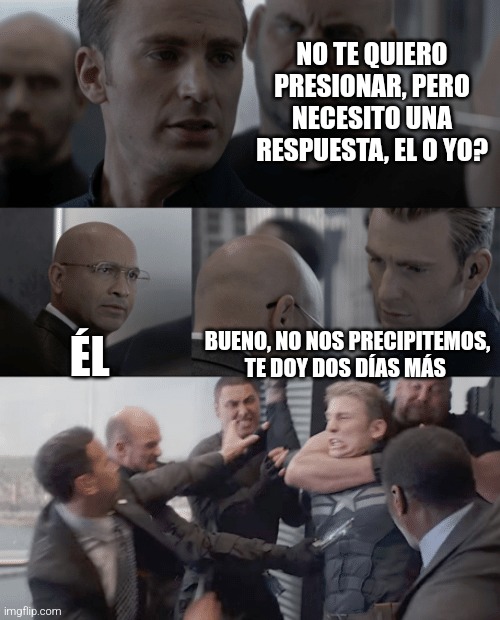 NO TE QUIERO
PRESIONAR, PERO
NECESITO UNA
RESPUESTA, EL O YO?
ÉL
BUENO, NO NOS PRECIPITEMOS,
TE DOY DOS DÍAS MÁS
imgflip.com